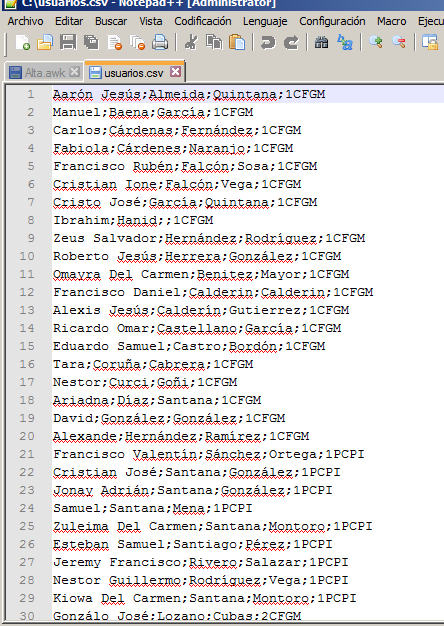 C:\usuarios.csv - Notepad++ [Administrator]
Archivo Editar Buscar Vista Codificación Lenguaje Configuración Macro Ejecu
Alta.awk usuarios.csv
1 Aarón Jesús;Almeida;Quintana;1CFGM
2 Manuel;Baena;García;1CFGM
3 Carlos;Cárdenas;Fernández;1CFGM
4 Fabiola;Cárdenes;Naranjo;1CFGM
5 Francisco Rubén;Falcón;Sosa;1CFGM
6 Cristian Ione;Falcón;Vega;1CFGM
7 Cristo José;García;Quintana;1CFGM
8 Ibrahim;Hanid;;1CFGM
9 Zeus Salvador;Hernández;Rodríguez;1CFGM
10 Roberto Jesús;Herrera;González;1CFGM
11 Omayra Del Carmen;Benitez;Mayor;1CFGM
12 Francisco Daniel;Calderin;Calderin;1CFGM
13 Alexis Jesús;Calderín;Gutierrez;1CFGM
14 Ricardo Omar;Castellano;García;1CFGM
15 Eduardo Samuel;Castro;Bordón;1CFGM
16 Tara;Coruña;Cabrera;1CFGM
17 Nestor;Curci;Goñi;1CFGM
18 Ariadna;Díaz;Santana;1CFGM
19 David;González;González;1CFGM
20 Alexande;Hernández;Ramírez;1CFGM
21 Francisco Valentín;Sánchez;Ortega;1PCPI
22 Cristian José;Santana;González;1PCPI
23 Jonay Adrián;Santana;González;1PCPI
24 Samuel;Santana;Mena;1PCPI
25 Zuleima Del Carmen;Santana;Montoro;1PCPI
26 Esteban Samuel;Santiago;Pérez;1PCPI
27 Jeremy Francisco;Rivero;Salazar;1PCPI
28 Nestor Guillermo;Rodríguez;Vega;1PCPI
29 Kiowa Del Carmen;Santana;Montoro;1PCPI
30 Gonzálo José;Lozano;Cubas;2CFGM